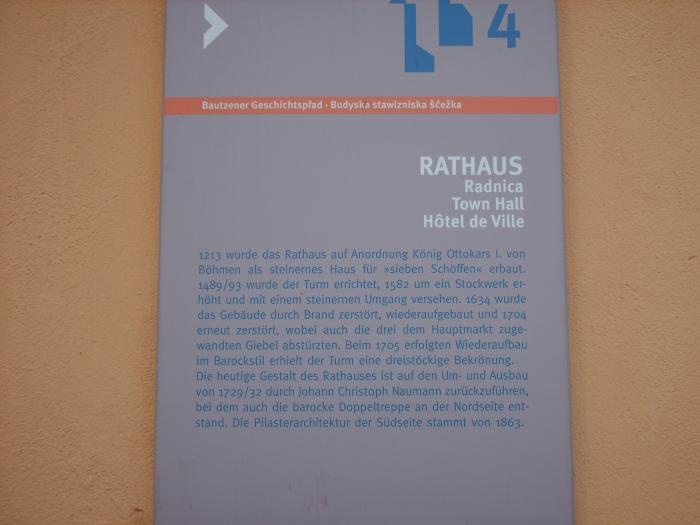 4
Bautzener Geschichtspfad · Budyska stawizniska šćežka
RATHAUS
Radnica
Town Hall
Hôtel de Ville
1213 wurde das Rathaus auf Anordnung König Ottokars I. von
Böhmen als steinernes Haus für »sieben Schöffen« erbaut.
1489/93 wurde der Turm errichtet, 1582 um ein Stockwerk er-
höht und mit einem steinernen Umgang versehen. 1634 wurde
das Gebäude durch Brand zerstört, wiederaufgebaut und 1704
erneut zerstört, wobei auch die drei dem Hauptmarkt zuge-
wandten Giebel abstürzten. Beim 1705 erfolgten Wiederaufbau
im Barockstil erhielt der Turm eine dreistöckige Bekrönung.
Die heutige Gestalt des Rathauses ist auf den Um- und Ausbau
von 1729/32 durch Johann Christoph Naumann zurückzuführen,
bei dem auch die barocke Doppeltreppe an der Nordseite ent-
stand. Die Pilasterarchitektur der Südseite stammt von 1863.